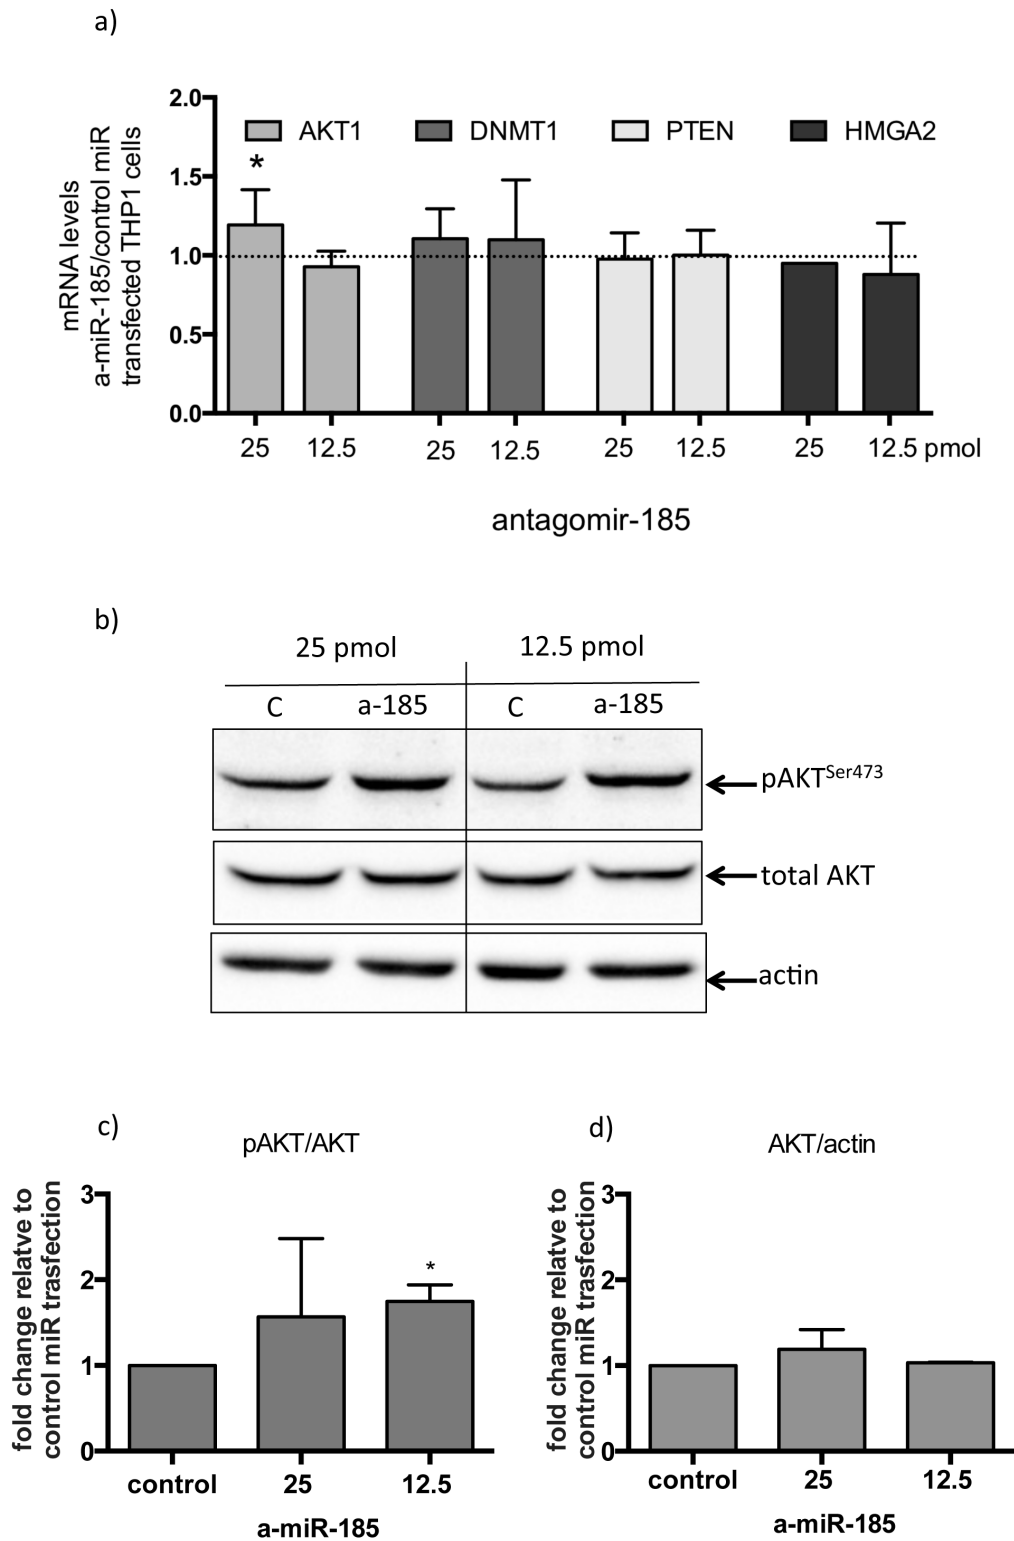 a)
mRNA levels
a-miR-185/control miR
transfected THP1 cells
2.0
1.5
1.0
0.5
0.0
AKT1 DNMT1 PTEN HMGA2
*
25 12.5 25 12.5 25 12.5 25 12.5 pmol
antagomir-185
b)
25 pmol 12.5 pmol
C a-185 C a-185
pAKTSer473
total AKT
actin
c)
pAKT/AKT
fold change relatve to
control miR trasfection
3
2
1
0
*
control 25 12.5
a-miR-185
d)
AKT/actin
fold change relative to
control miR trasfection
3
2
1
0
control 25 12.5
a-miR-185